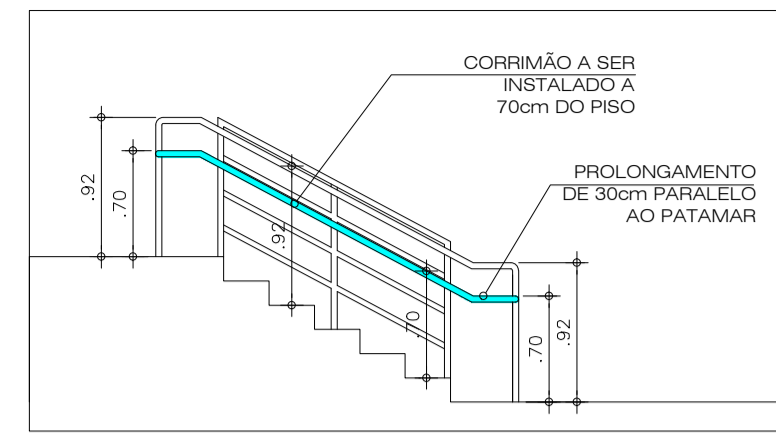 CORRIMÃO A SER
INSTALADO A
70cm DO PISO
PROLONGAMENTO
DE 30cm PARALELO
AO PATAMAR
.92
.70
.92
.70
.70
.92